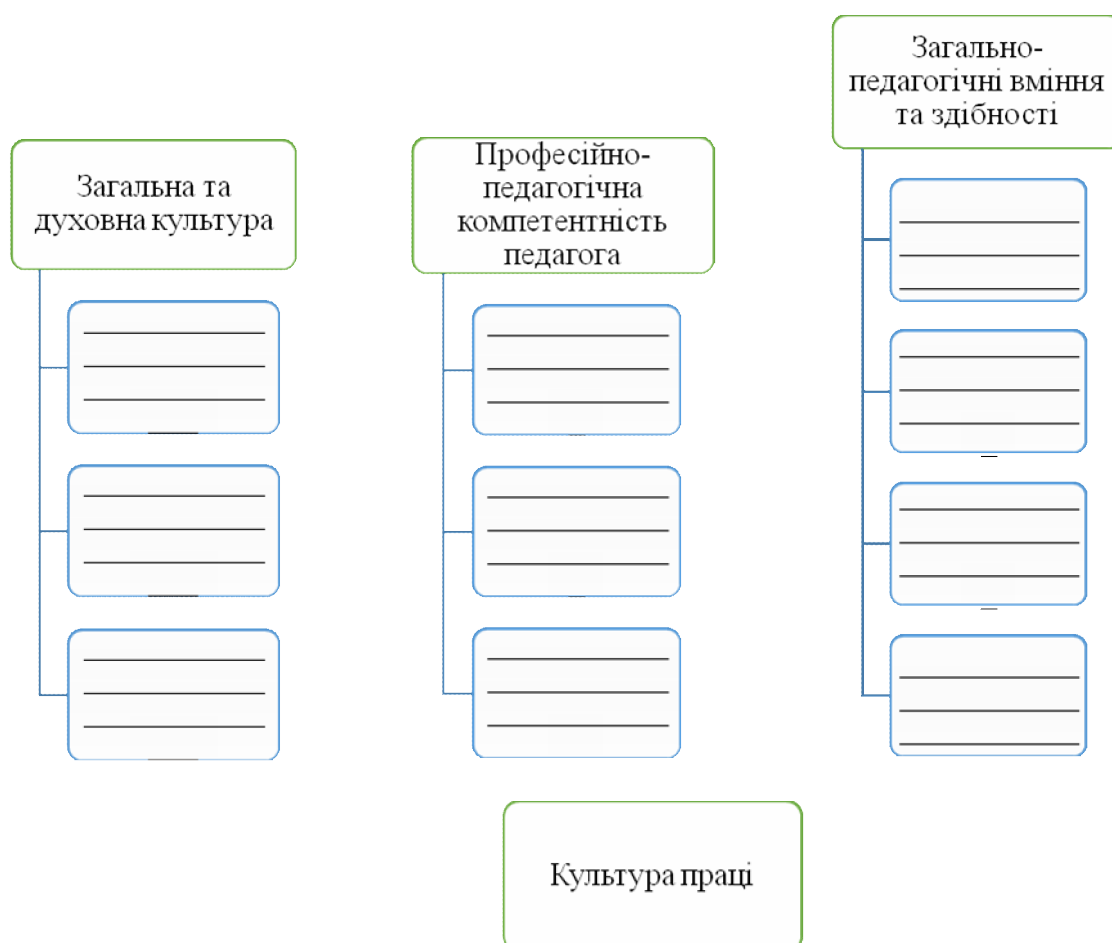 Загальна та
духовна культура
Професійно-
педагогічна
компетентність
педагога
Загально-
педагогічні вміння
та здібності
Культура праці